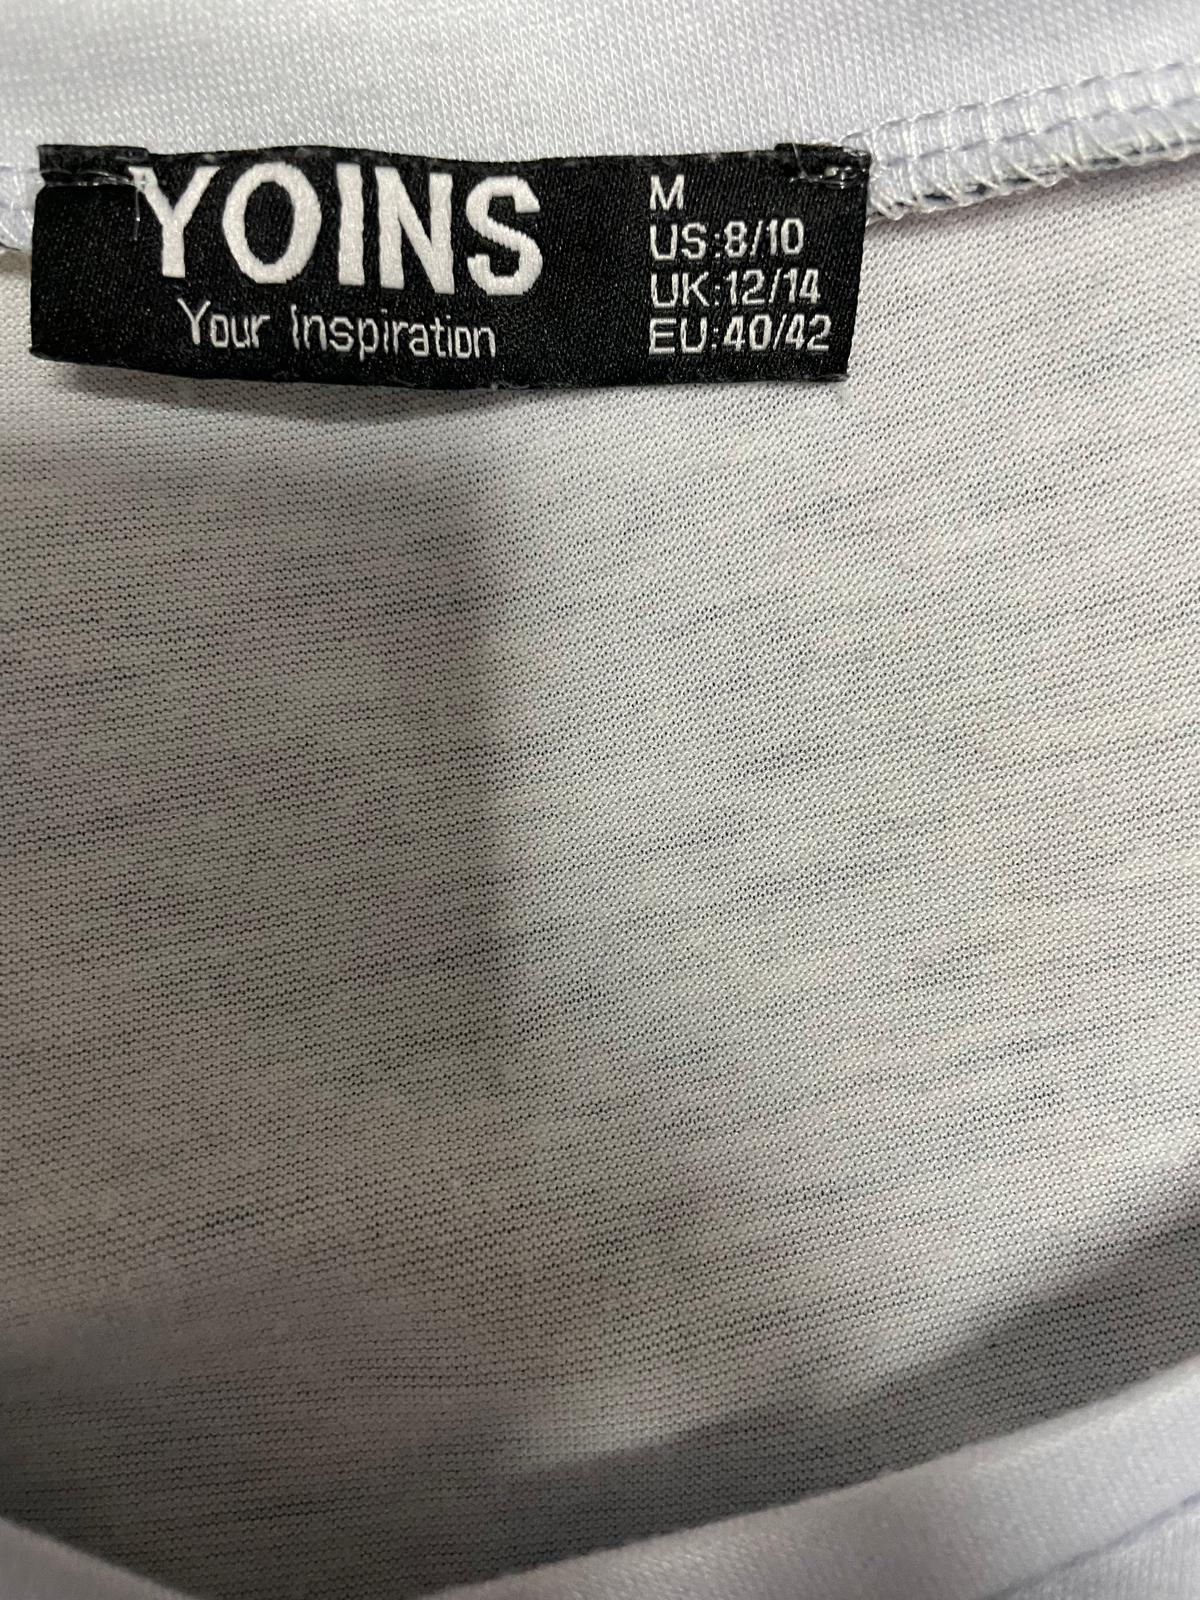 YOINS
Your Inspiration
M
US:8/10
UK:12/14
EU:40/42